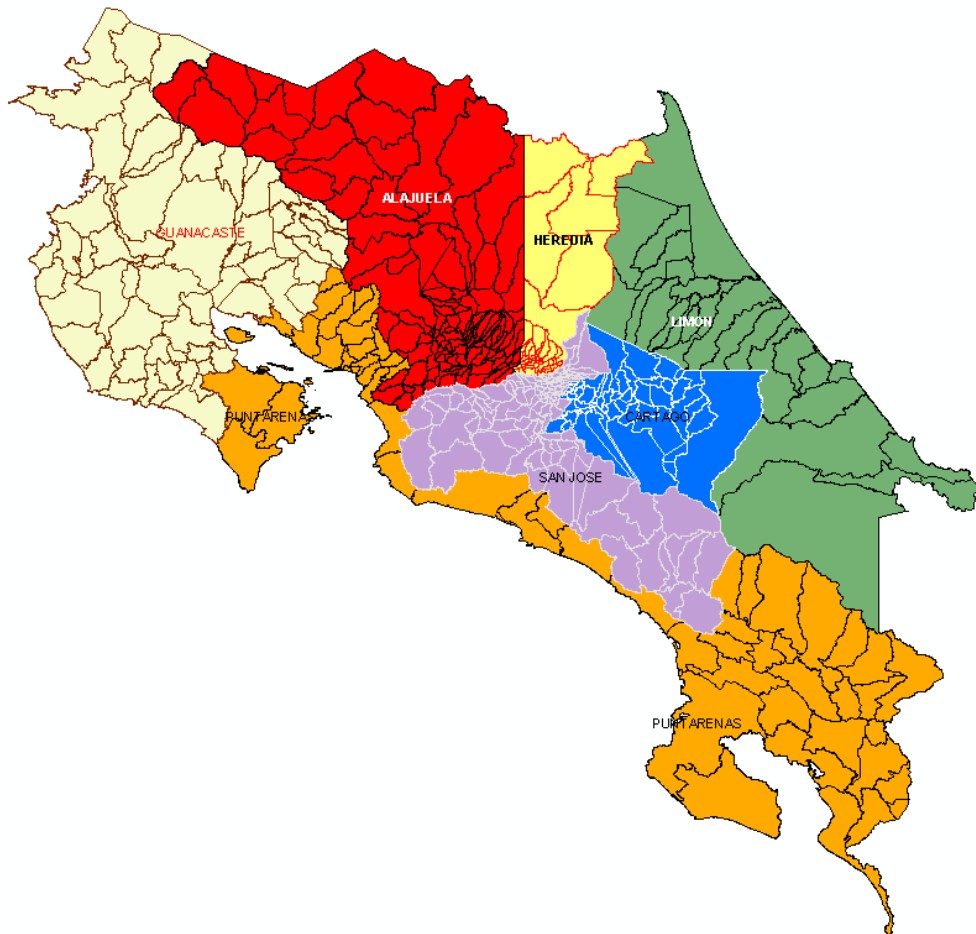 ALAJUELA
GUANACASTE
HEREDIA
LIMON
PUNTARENAS
CARTAGO
SAN JOSE
PUNTARENAS